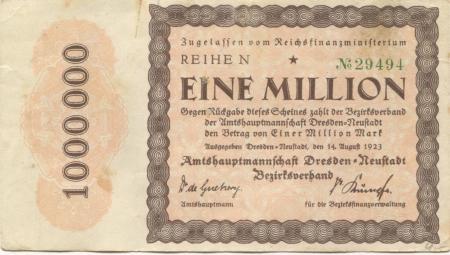 1000000
Zugelassen vom Reichsfinanzministerium
REIHE N ★ № 29494
EINE MILLION
Gegen Rückgabe dieses Scheines zahlt der Bezirksverband
der Amtshauptmannschaft Dresden-Neustadt
den Betrag von Einer Million Mark
Ausgegeben Dresden-Neustadt, den 14. August 1923
Amtshauptmannschaft Dresden-Neustadt
Bezirksverband
Amtshauptmann für die Bezirksfinanzverwaltung